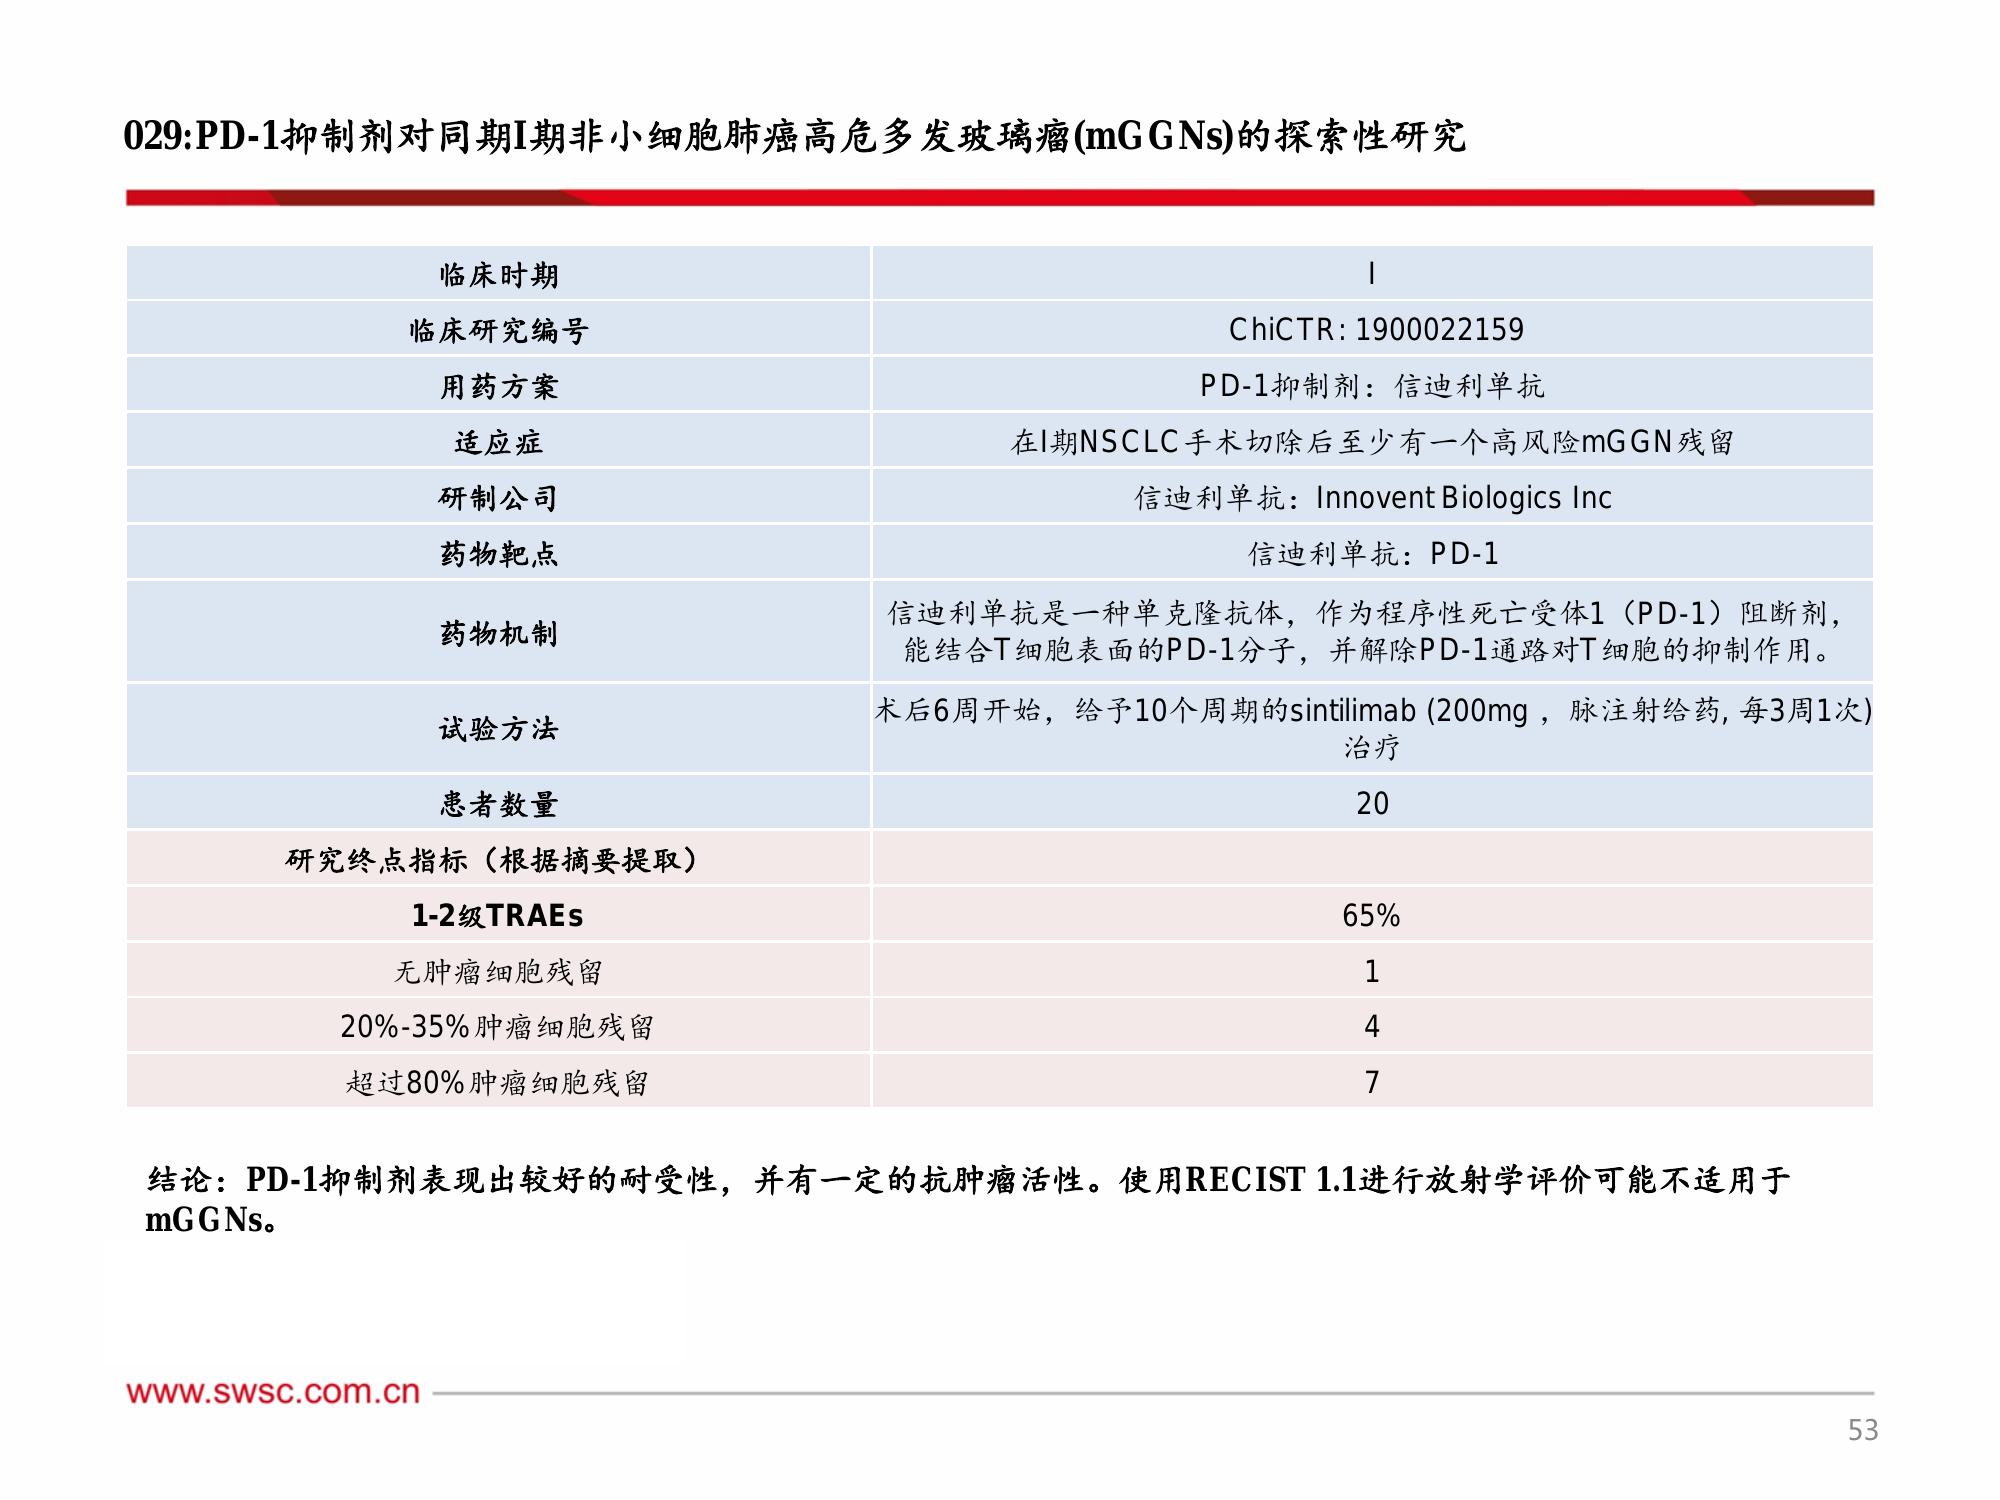 029:PD-1抑制剂对同期I期非小细胞肺癌高危多发玻璃瘤(mGGNs)的探索性研究
临床时期
I
临床研究编号
ChiCTR: 1900022159
用药方案
PD-1抑制剂：信迪利单抗
适应症
在I期NSCLC手术切除后至少有一个高风险mGGN残留
研制公司
信迪利单抗：Innovent Biologics Inc
药物靶点
信迪利单抗：PD-1
药物机制
信迪利单抗是一种单克隆抗体，作为程序性死亡受体1（PD-1）阻断剂，
能结合T细胞表面的PD-1分子，并解除PD-1通路对T细胞的抑制作用。
试验方法
术后6周开始，给予10个周期的sintilimab (200mg ，脉注射给药, 每3周1次)
治疗
患者数量
20
研究终点指标（根据摘要提取）
1-2级TRAEs
65%
无肿瘤细胞残留
1
20%-35%肿瘤细胞残留
4
超过80%肿瘤细胞残留
7
结论：PD-1抑制剂表现出较好的耐受性，并有一定的抗肿瘤活性。使用RECIST 1.1进行放射学评价可能不适用于
mGGNs。
www.swsc.com.cn
53